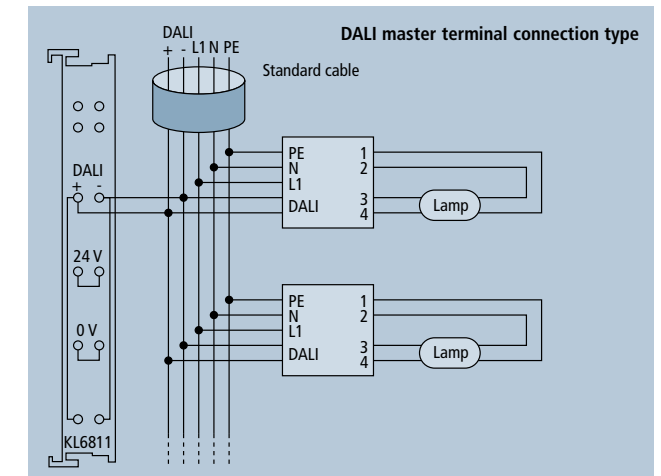 DALI master terminal connection type
DALI
+ - L1 N PE
Standard cable
DALI
+ -
24 V
0 V
KL6811
PE 1
N 2
L1
DALI 3
4
Lamp
PE 1
N 2
L1
DALI 3
4
Lamp